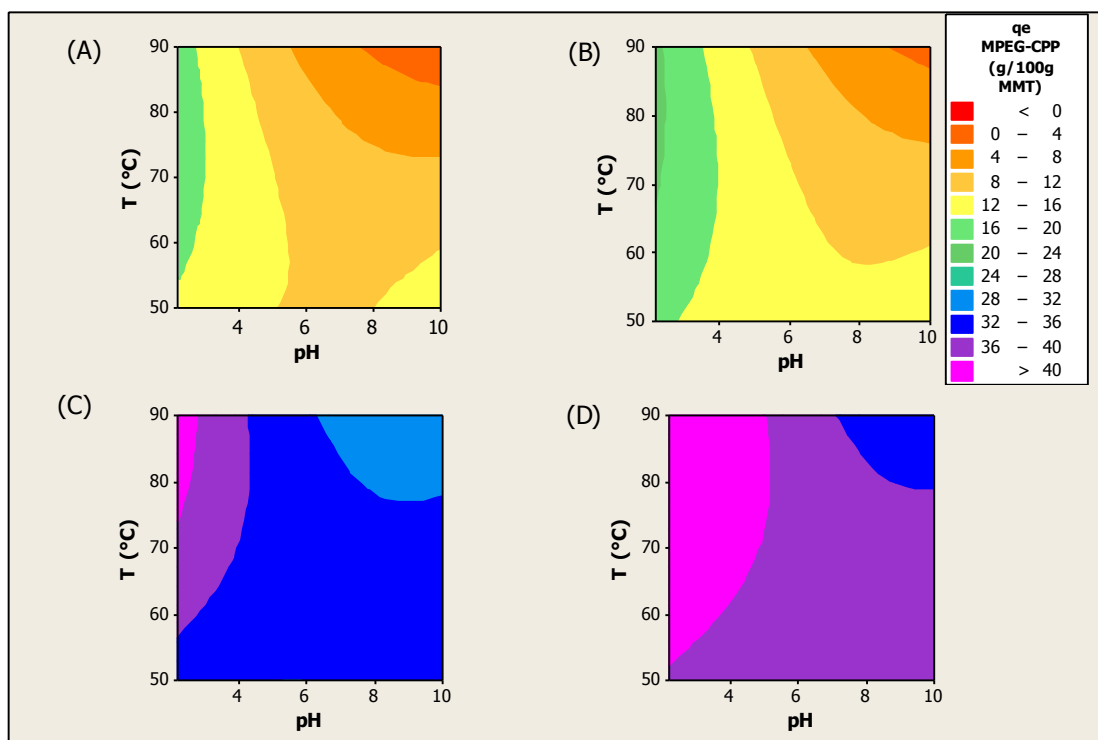 (A)
90
80
70
60
50
T (°C)
4
6
8
10
pH
(B)
90
80
70
60
50
T (°C)
4
6
8
10
pH
qe
MPEG-CPP
(g/100g
MMT)
< 0
0 – 4
4 – 8
8 – 12
12 – 16
16 – 20
20 – 24
24 – 28
28 – 32
32 – 36
36 – 40
> 40
(C)
90
80
70
60
50
T (°C)
4
6
8
10
pH
(D)
90
80
70
60
50
T (°C)
4
6
8
10
pH